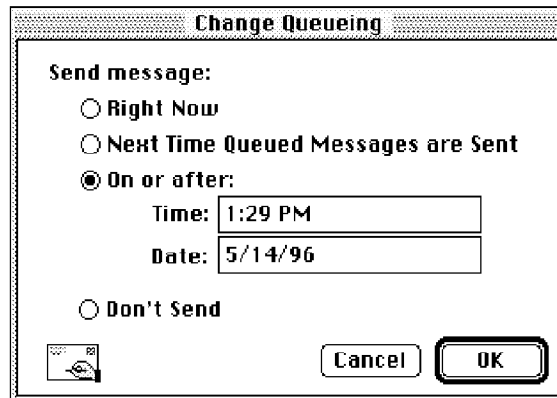 Change Queueing
Send message:
Right Now
Next Time Queued Messages are Sent
On or after:
Time: 1:29 PM
Date: 5/14/96
Don't Send
Cancel OK